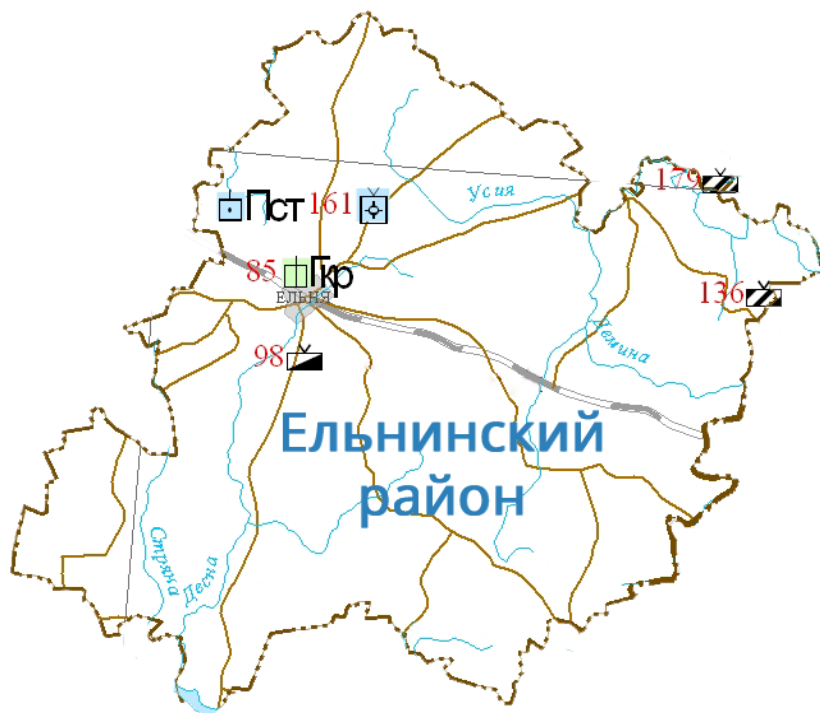 179
Усия
Пст
161
85
Гкр
ЕЛЬНЯ
136
Демина
98
Ельнинский
район
Стряна
Десна